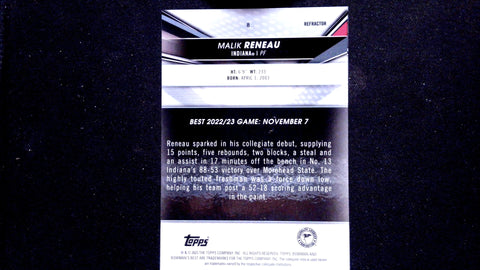 8
REFRACTOR
MALIK RENEAU
INDIANA | PF
BEST 2022/23 GAME: NOVEMBER 7
Reneau sparked in his collegiate debut, supplying
15 points, five rebounds, two blocks, a steal and
an assist in 17 minutes off the bench in No. 13
Indiana's 88-53 victory over Morehead State. The
highly touted freshman was a force down low,
helping his team post a 52-18 scoring advantage
in the paint.
TOPPS